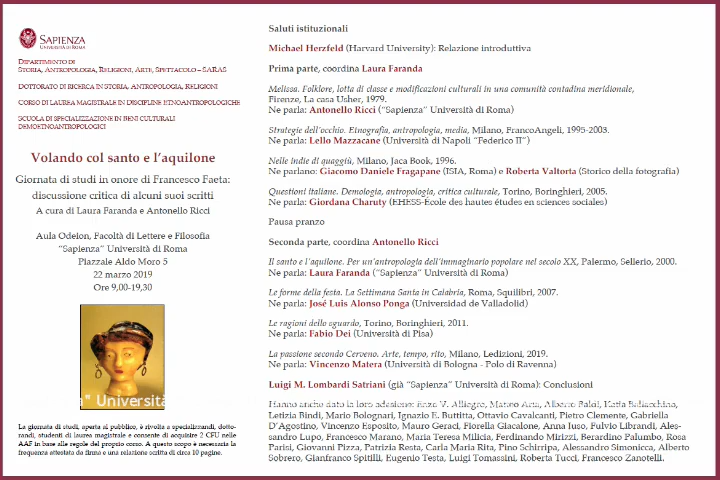 SAPIENZA
UNIVERSITÀ DI ROMA
DIPARTIMENTO DI
STORIA, ANTROPOLOGIA, RELIGIONI, ARTE, SPETTACOLO – SARAS
DOTTORATO DI RICERCA IN STORIA, ANTROPOLOGIA, RELIGIONI
CORSO DI LAUREA MAGISTRALE IN DISCIPLINE ETNOANTROPOLOGICHE
SCUOLA DI SPECIALIZZAZIONE IN BENI CULTURALI
DEMOETNOANTROPOLOGICI
Volando col santo e l'aquilone
Giornata di studi in onore di Francesco Faeta:
discussione critica di alcuni suoi scritti
A cura di Laura Faranda e Antonello Ricci
Aula Odeion, Facoltà di Lettere e Filosofia
"Sapienza" Università di Roma
Piazzale Aldo Moro 5
22 marzo 2019
Ore 9,00-19,30
" Universit
La giornata di studi, aperta al pubblico, è rivolta a specializzandi, dotto-
randi, studenti di laurea magistrale e consente di acquisire 2 CFU nelle
AAF in base alle regole del proprio corso. A questo scopo è necessaria la
frequenza attestata da firma e una relazione scritta di circa 10 pagine.
Saluti istituzionali
Michael Herzfeld (Harvard University): Relazione introduttiva
Prima parte, coordina Laura Faranda
Melissa. Folklore, lotta di classe e modificazioni culturali in una comunità contadina meridionale,
Firenze, La casa Usher, 1979.
Ne parla: Antonello Ricci ("Sapienza" Università di Roma)
Strategie dell'occhio. Etnografia, antropologia, media, Milano, FrancoAngeli, 1995-2003.
Ne parla: Lello Mazzacane (Università di Napoli "Federico II")
Nelle indie di quaggiù, Milano, Jaca Book, 1996.
Ne parlano: Giacomo Daniele Fragapane (ISIA, Roma) e Roberta Valtorta (Storico della fotografia)
Questioni italiane. Demologia, antropologia, critica culturale, Torino, Boringhieri, 2005.
Ne parla: Giordana Charuty (EHESS-École des hautes études en sciences sociales)
Pausa pranzo
Seconda parte, coordina Antonello Ricci
Il santo e l'aquilone. Per un'antropologia dell'immaginario popolare nel secolo XX, Palermo, Sellerio, 2000.
Ne parla: Laura Faranda ("Sapienza" Università di Roma)
Le forme della festa. La Settimana Santa in Calabria, Roma, Squilibri, 2007.
Ne parla: José Luis Alonso Ponga (Universidad de Valladolid)
Le ragioni dello sguardo, Torino, Boringhieri, 2011.
Ne parla: Fabio Dei (Università di Pisa)
La passione secondo Cerveno. Arte, tempo, rito, Milano, Ledizioni, 2019.
Ne parla: Vincenzo Matera (Università di Bologna - Polo di Ravenna)
Luigi M. Lombardi Satriani (già "Sapienza" Università di Roma): Conclusioni
Hanno anche dato la loro adesione: Enzo V. Alliegro, Matteo Aria, Alberto Baldi, Katia Ballacchino,
Letizia Bindi, Mario Bolognari, Ignazio E. Buttitta, Ottavio Cavalcanti, Pietro Clemente, Gabriella
D'Agostino, Vincenzo Esposito, Mauro Geraci, Fiorella Giacalone, Anna Iuso, Fulvio Librandi, Ales-
sandro Lupo, Francesco Marano, Maria Teresa Milicia, Ferdinando Mirizzi, Berardino Palumbo, Rosa
Parisi, Giovanni Pizza, Patrizia Resta, Carla Maria Rita, Pino Schirripa, Alessandro Simonicca, Alberto
Sobrero, Gianfranco Spitilli, Eugenio Testa, Luigi Tomassini, Roberta Tucci, Francesco Zanotelli.